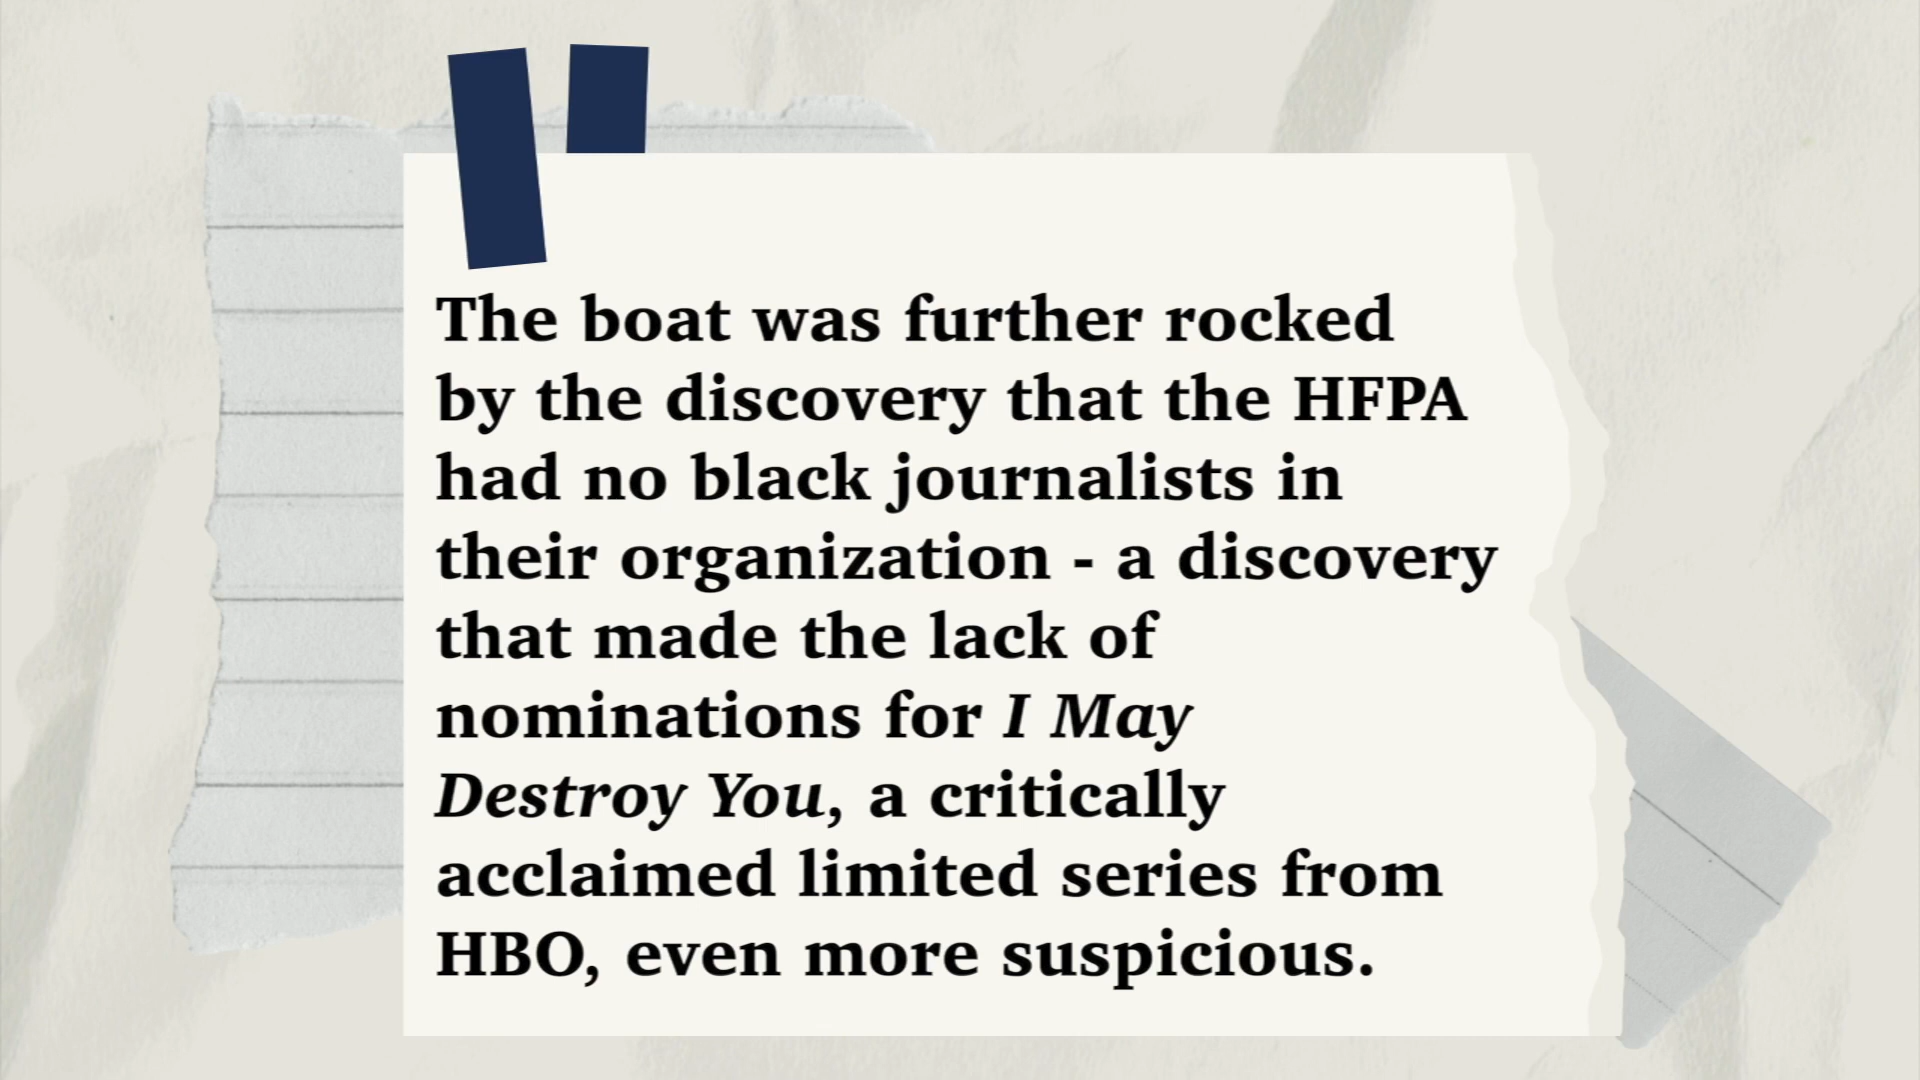 The boat was further rocked
by the discovery that the HFPA
had no black journalists in
their organization - a discovery
that made the lack of
nominations for I May
Destroy You, a critically
acclaimed limited series from
HBO, even more suspicious.